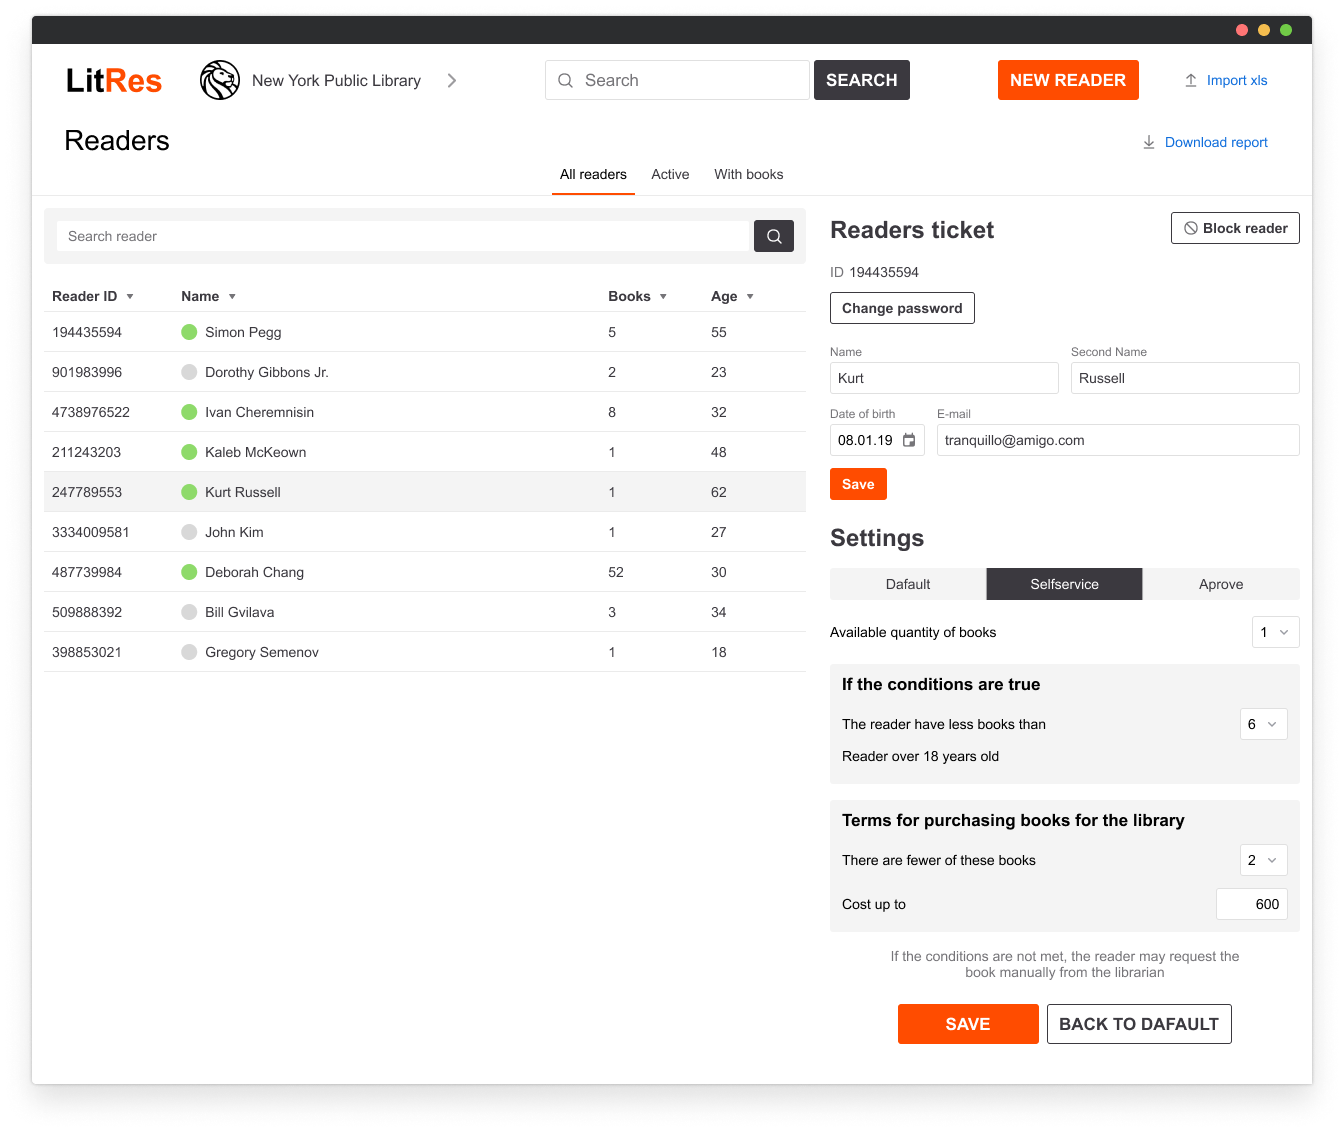 LitRes
New York Public Library
Search
SEARCH
NEW READER
Import xls
Readers
Download report
All readers Active With books
Search reader
Reader ID Name Books Age
194435594 Simon Pegg 5 55
901983996 Dorothy Gibbons Jr. 2 23
4738976522 Ivan Cheremnisin 8 32
211243203 Kaleb McKeown 1 48
247789553 Kurt Russell 1 62
3334009581 John Kim 1 27
487739984 Deborah Chang 52 30
509888392 Bill Gvilava 3 34
398853021 Gregory Semenov 1 18
Readers ticket
Block reader
ID 194435594
Change password
Name Second Name
Kurt Russell
Date of birth E-mail
08.01.19 tranquillo@amigo.com
Save
Settings
Dafault Selfservice Aprove
Available quantity of books 1
If the conditions are true
The reader have less books than 6
Reader over 18 years old
Terms for purchasing books for the library
There are fewer of these books 2
Cost up to 600
If the conditions are not met, the reader may request the
book manually from the librarian
SAVE BACK TO DAFAULT